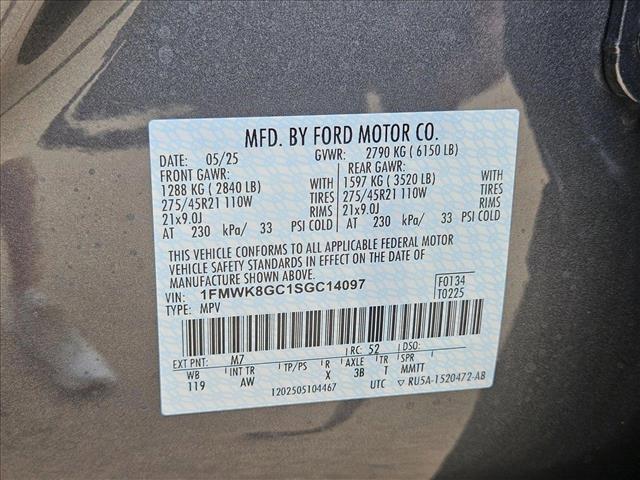 MFD. BY FORD MOTOR CO.
DATE: 05/25 GVWR: 2790 KG ( 6150 LB)
FRONT GAWR: REAR GAWR:
1288 KG ( 2840 LB) WITH 1597 KG ( 3520 LB) WITH
275/45R21 110W TIRES 275/45R21 110W TIRES
21x9.0J RIMS 21x9.0J RIMS
AT 230 kPa/ 33 PSI COLD AT 230 kPa/ 33 PSI COLD
THIS VEHICLE CONFORMS TO ALL APPLICABLE FEDERAL MOTOR
VEHICLE SAFETY STANDARDS IN EFFECT ON THE DATE OF
MANUFACTURE SHOWN ABOVE.
VIN: 1FMWK8GC1SGC14097 F0134
TYPE: MPV T0225
EXT PNT: M7 RC: 52 DSO:
WB INT TR TP/PS R AXLE TR SPR
119 AW X 3B T MMTT
1202505104467 UTC ▽ RU5A-1520472-AB